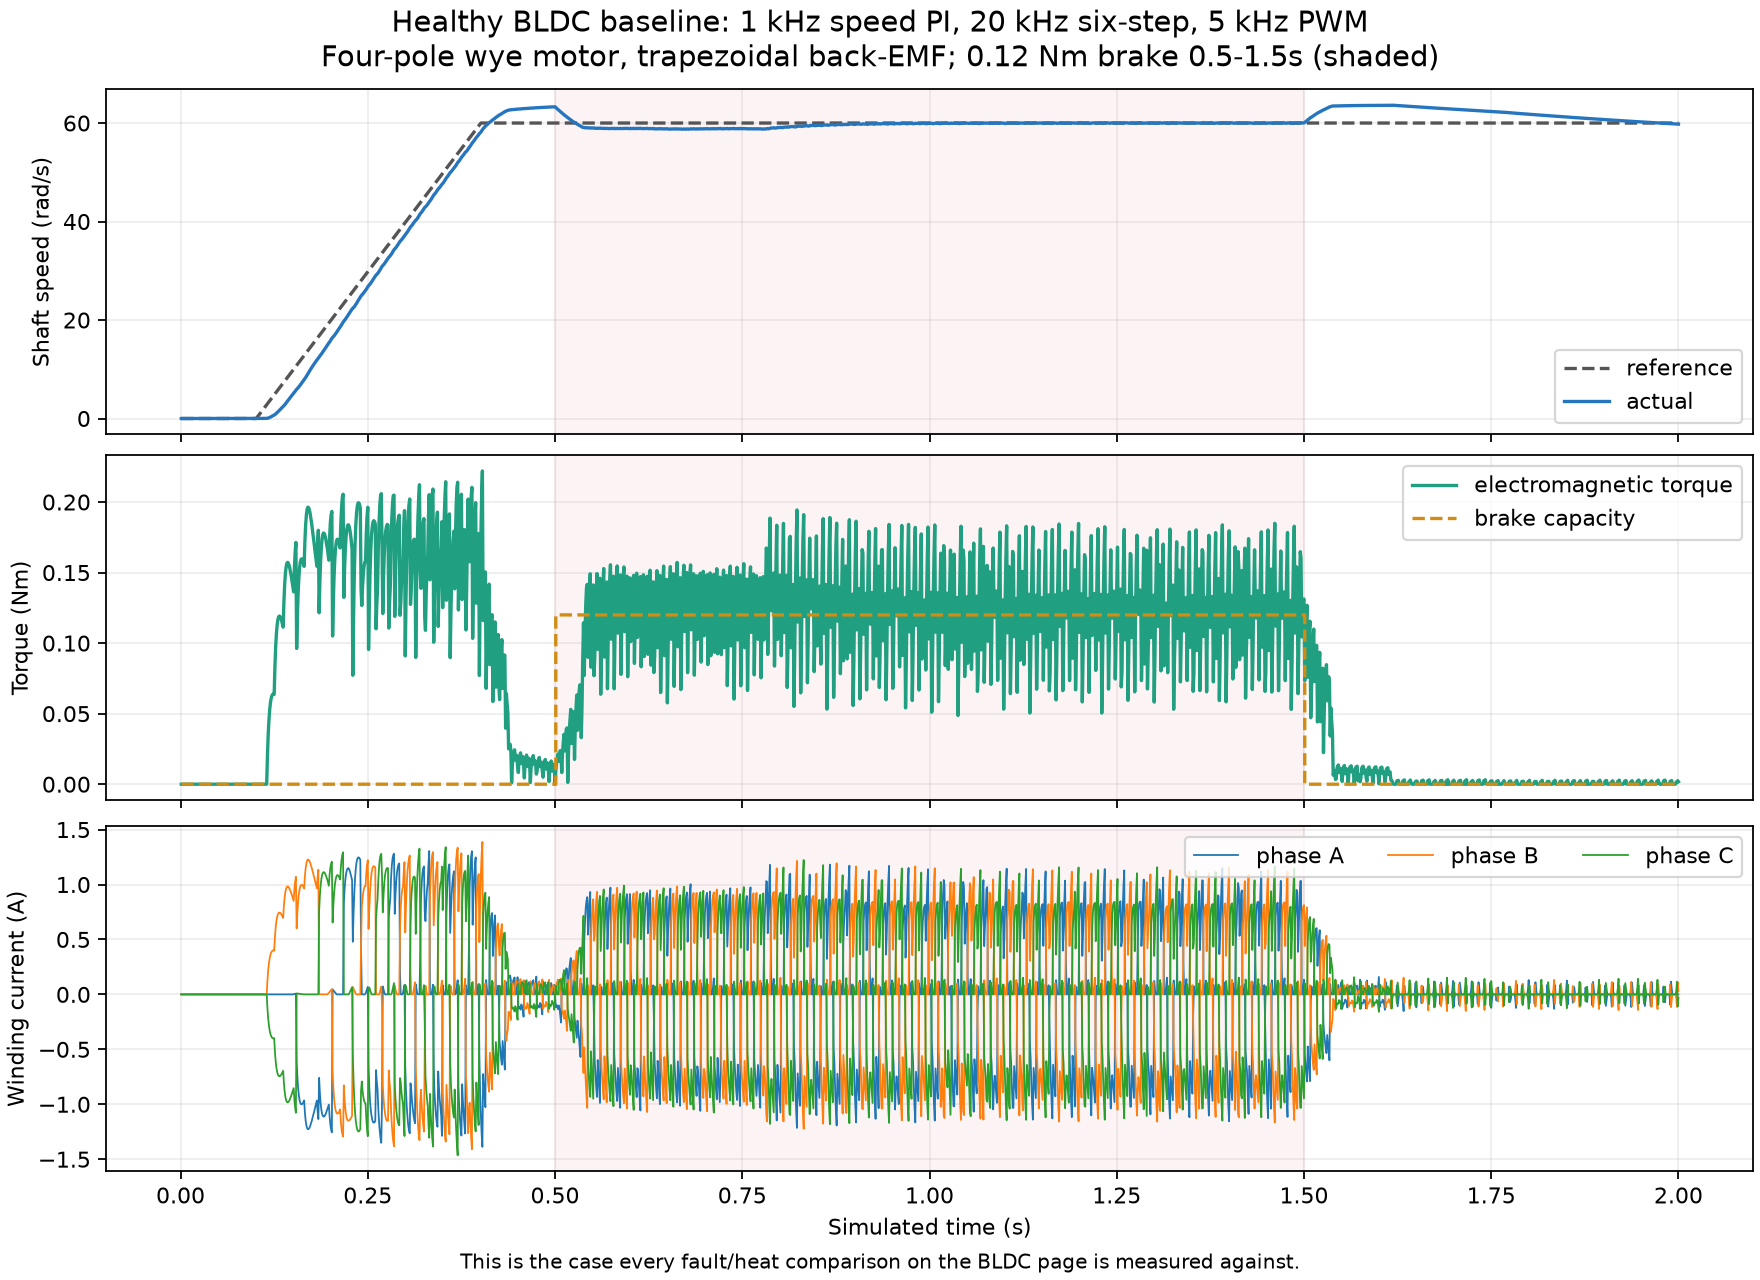 Healthy BLDC baseline: 1 kHz speed PI, 20 kHz six-step, 5 kHz PWM
Four-pole wye motor, trapezoidal back-EMF; 0.12 Nm brake 0.5-1.5s (shaded)
Shaft speed (rad/s)
60
40
20
0
reference
actual
Torque (Nm)
0.20
0.15
0.10
0.05
0.00
electromagnetic torque
brake capacity
Winding current (A)
1.5
1.0
0.5
0.0
−0.5
−1.0
−1.5
phase A phase B phase C
0.00 0.25 0.50 0.75 1.00 1.25 1.50 1.75 2.00
Simulated time (s)
This is the case every fault/heat comparison on the BLDC page is measured against.